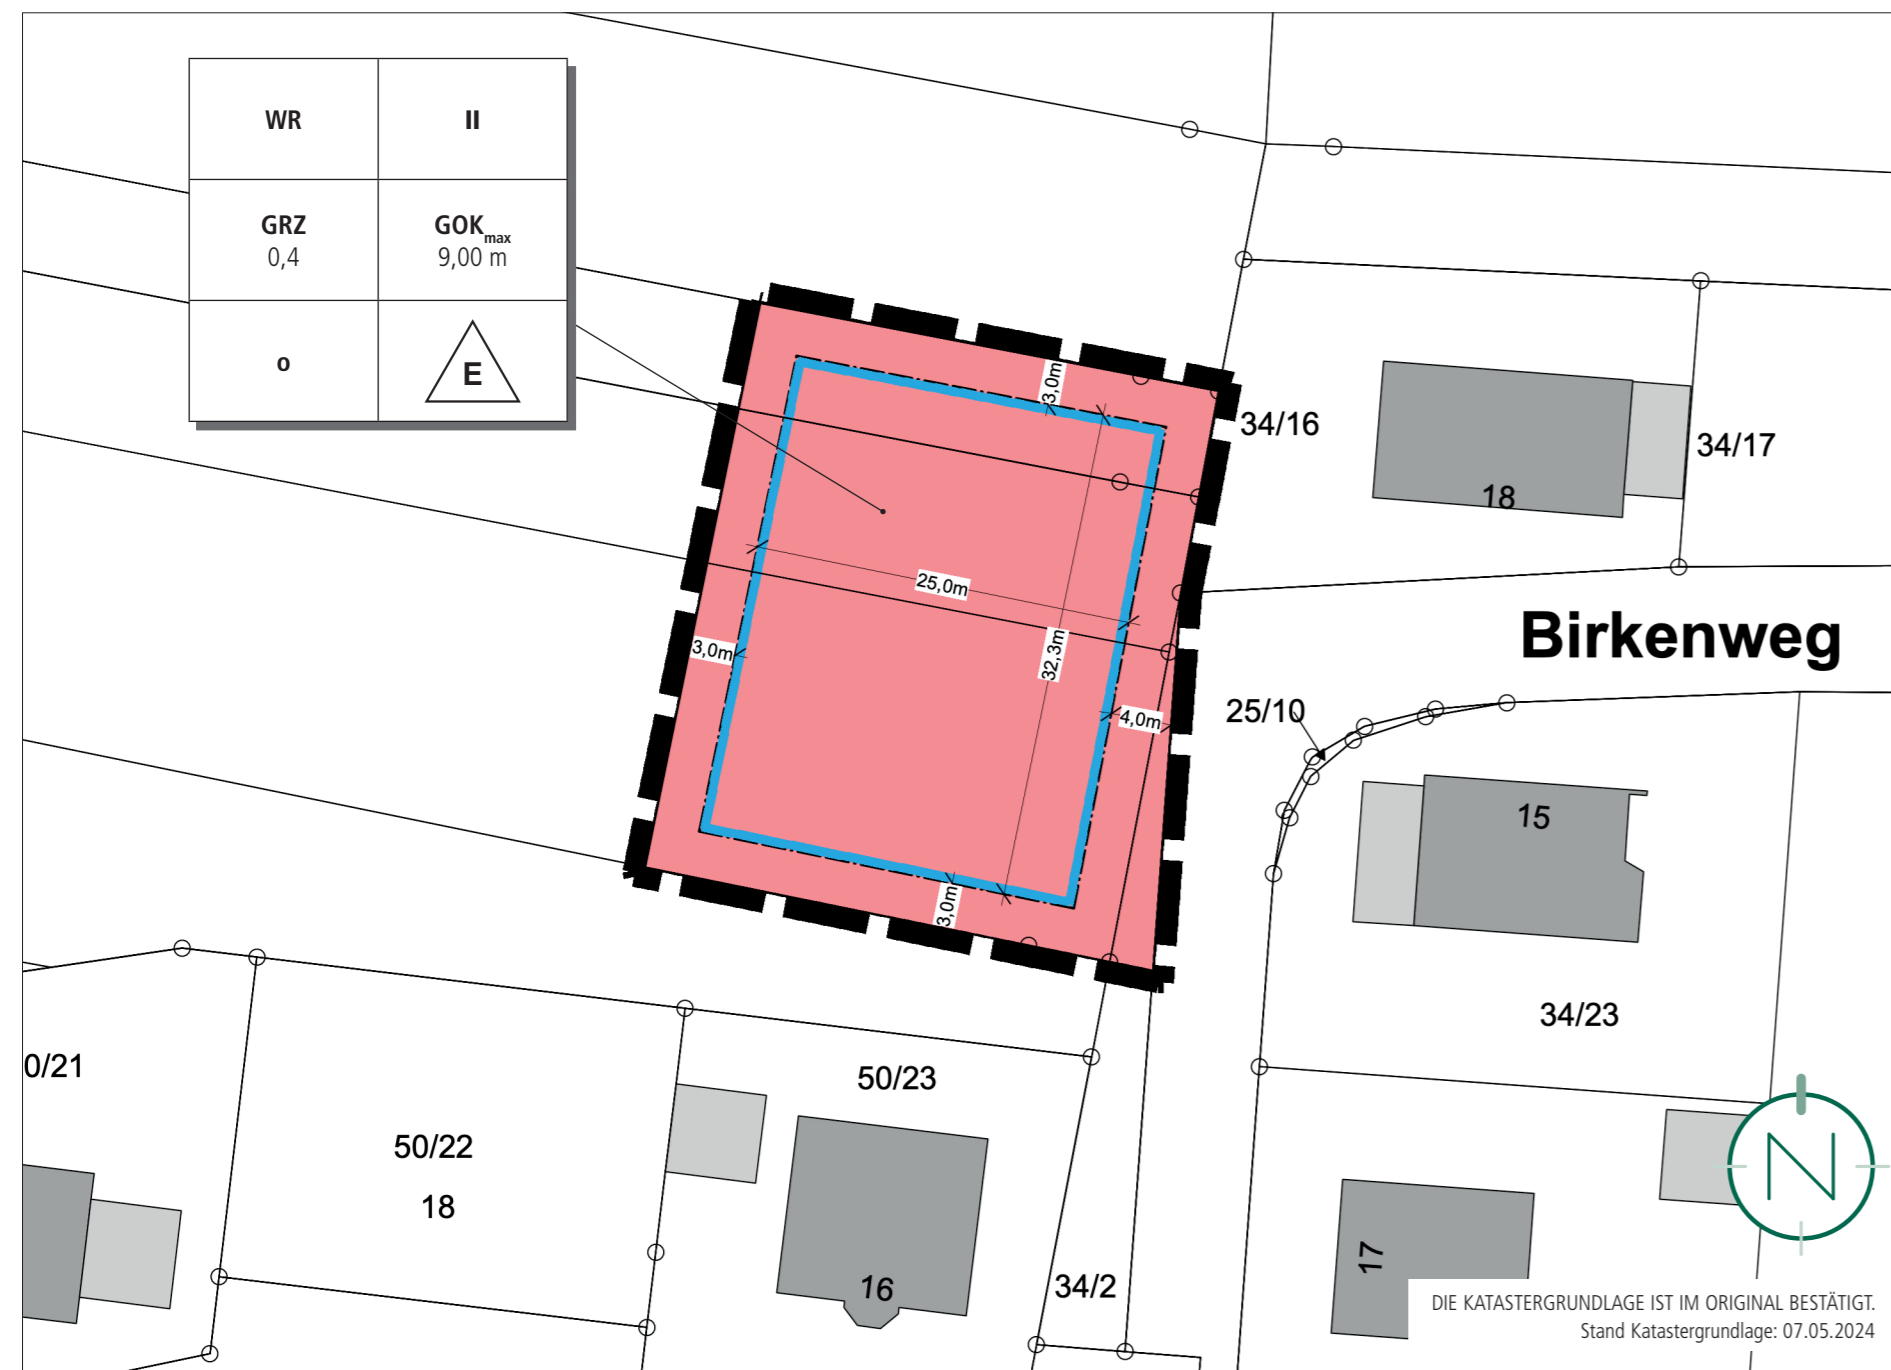 WR
II
GRZ
0,4
GOKmax
9,00 m
o
E
3,0m
34/16
34/17
18
25,0m
32,3m
3,0m
4,0m
Birkenweg
25/10
15
3,0m
34/23
0/21
50/23
50/22
18
16
34/2
17
N
DIE KATASTERGRUNDLAGE IST IM ORIGINAL BESTÄTIGT.
Stand Katastergrundlage: 07.05.2024